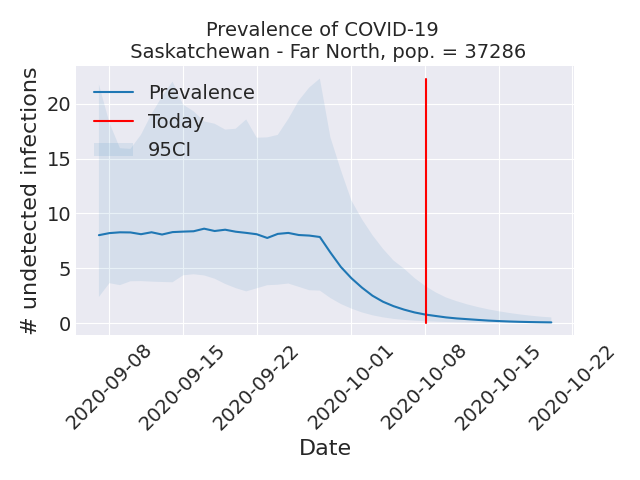 Prevalence of COVID-19
Saskatchewan - Far North, pop. = 37286
# undetected infections
20
15
10
5
0
Prevalence
Today
95CI
2020-09-08
2020-09-15
2020-09-22
2020-10-01
2020-10-08
2020-10-15
2020-10-22
Date